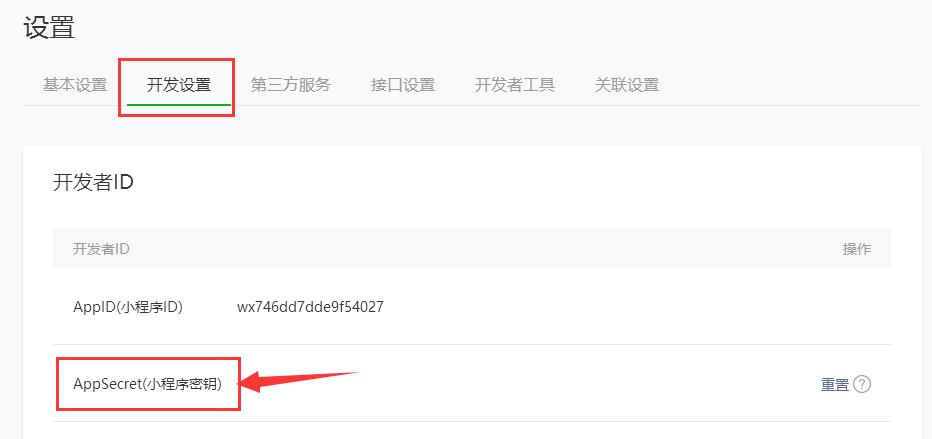 设置
基本设置 开发设置 第三方服务 接口设置 开发者工具 关联设置
开发者ID
开发者ID 操作
AppID(小程序ID) wx746dd7dde9f54027
AppSecret(小程序密钥) 重置 ?